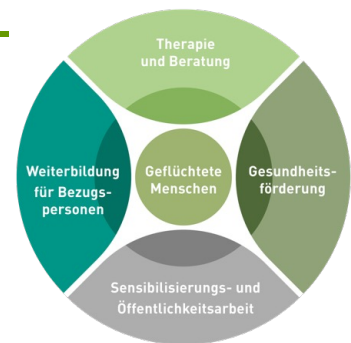 Therapie
und Beratung
Weiterbildung
für Bezugs-
personen
Geflüchtete
Menschen
Gesundheits-
förderung
Sensibilisierungs- und
Öffentlichkeitsarbeit